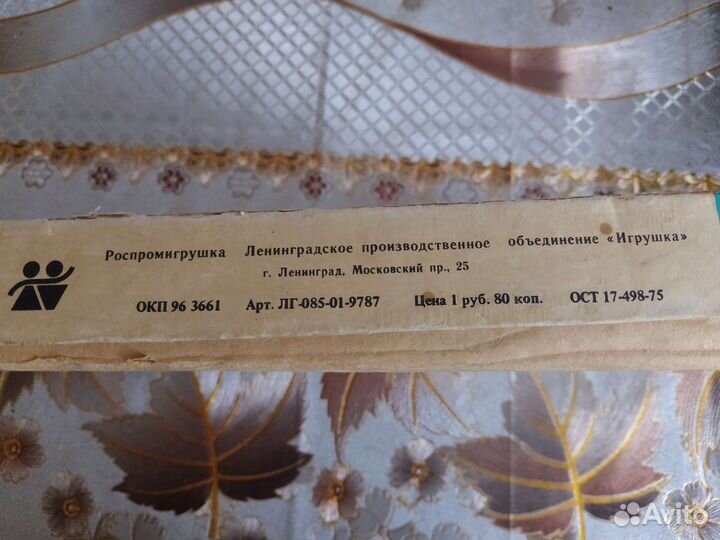 Роспромигрушка Ленинградское производственное объединение «Игрушка»
г. Ленинград, Московский пр., 25
ОКП 96 3661 Арт. ЛГ-085-01-9787 Цена 1 руб. 80 коп. ОСТ 17-498-75
Avito